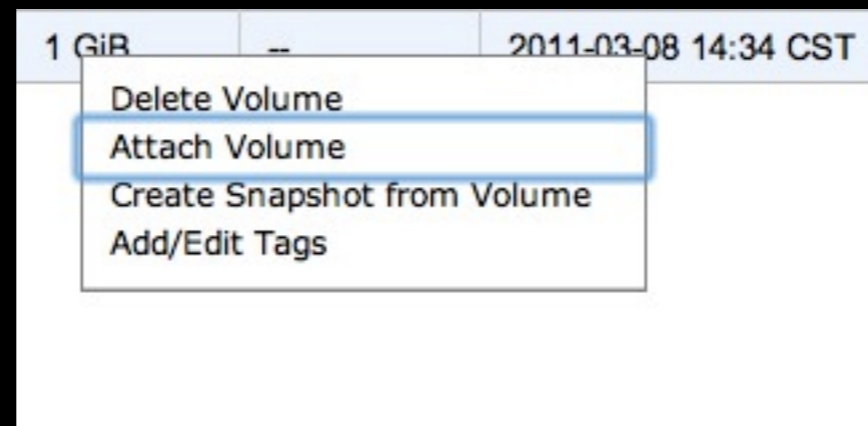 1 GiB -- 2011-03-08 14:34 CST
Delete Volume
Attach Volume
Create Snapshot from Volume
Add/Edit Tags